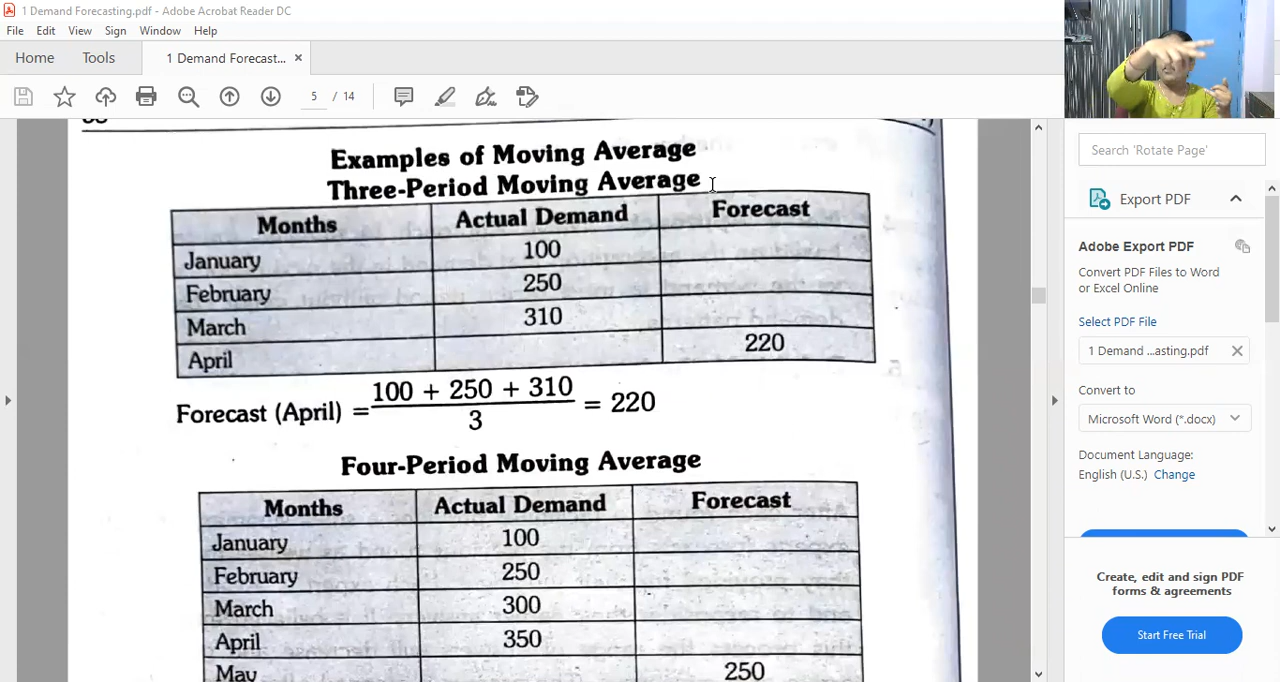 1 Demand Forecasting.pdf - Adobe Acrobat Reader DC
File Edit View Sign Window Help
Home Tools 1 Demand Forecast... ×
5 / 14
Examples of Moving Average
Three-Period Moving Average
Months Actual Demand Forecast
January 100
February 250
March 310
April 220
Forecast (April) = 100 + 250 + 310 / 3 = 220
Four-Period Moving Average
Months Actual Demand Forecast
January 100
February 250
March 300
April 350
May 250
Search 'Rotate Page'
Export PDF
Adobe Export PDF
Convert PDF Files to Word
or Excel Online
Select PDF File
1 Demand ...asting.pdf
Convert to
Microsoft Word (*.docx)
Document Language:
English (U.S.) Change
Create, edit and sign PDF
forms & agreements
Start Free Trial